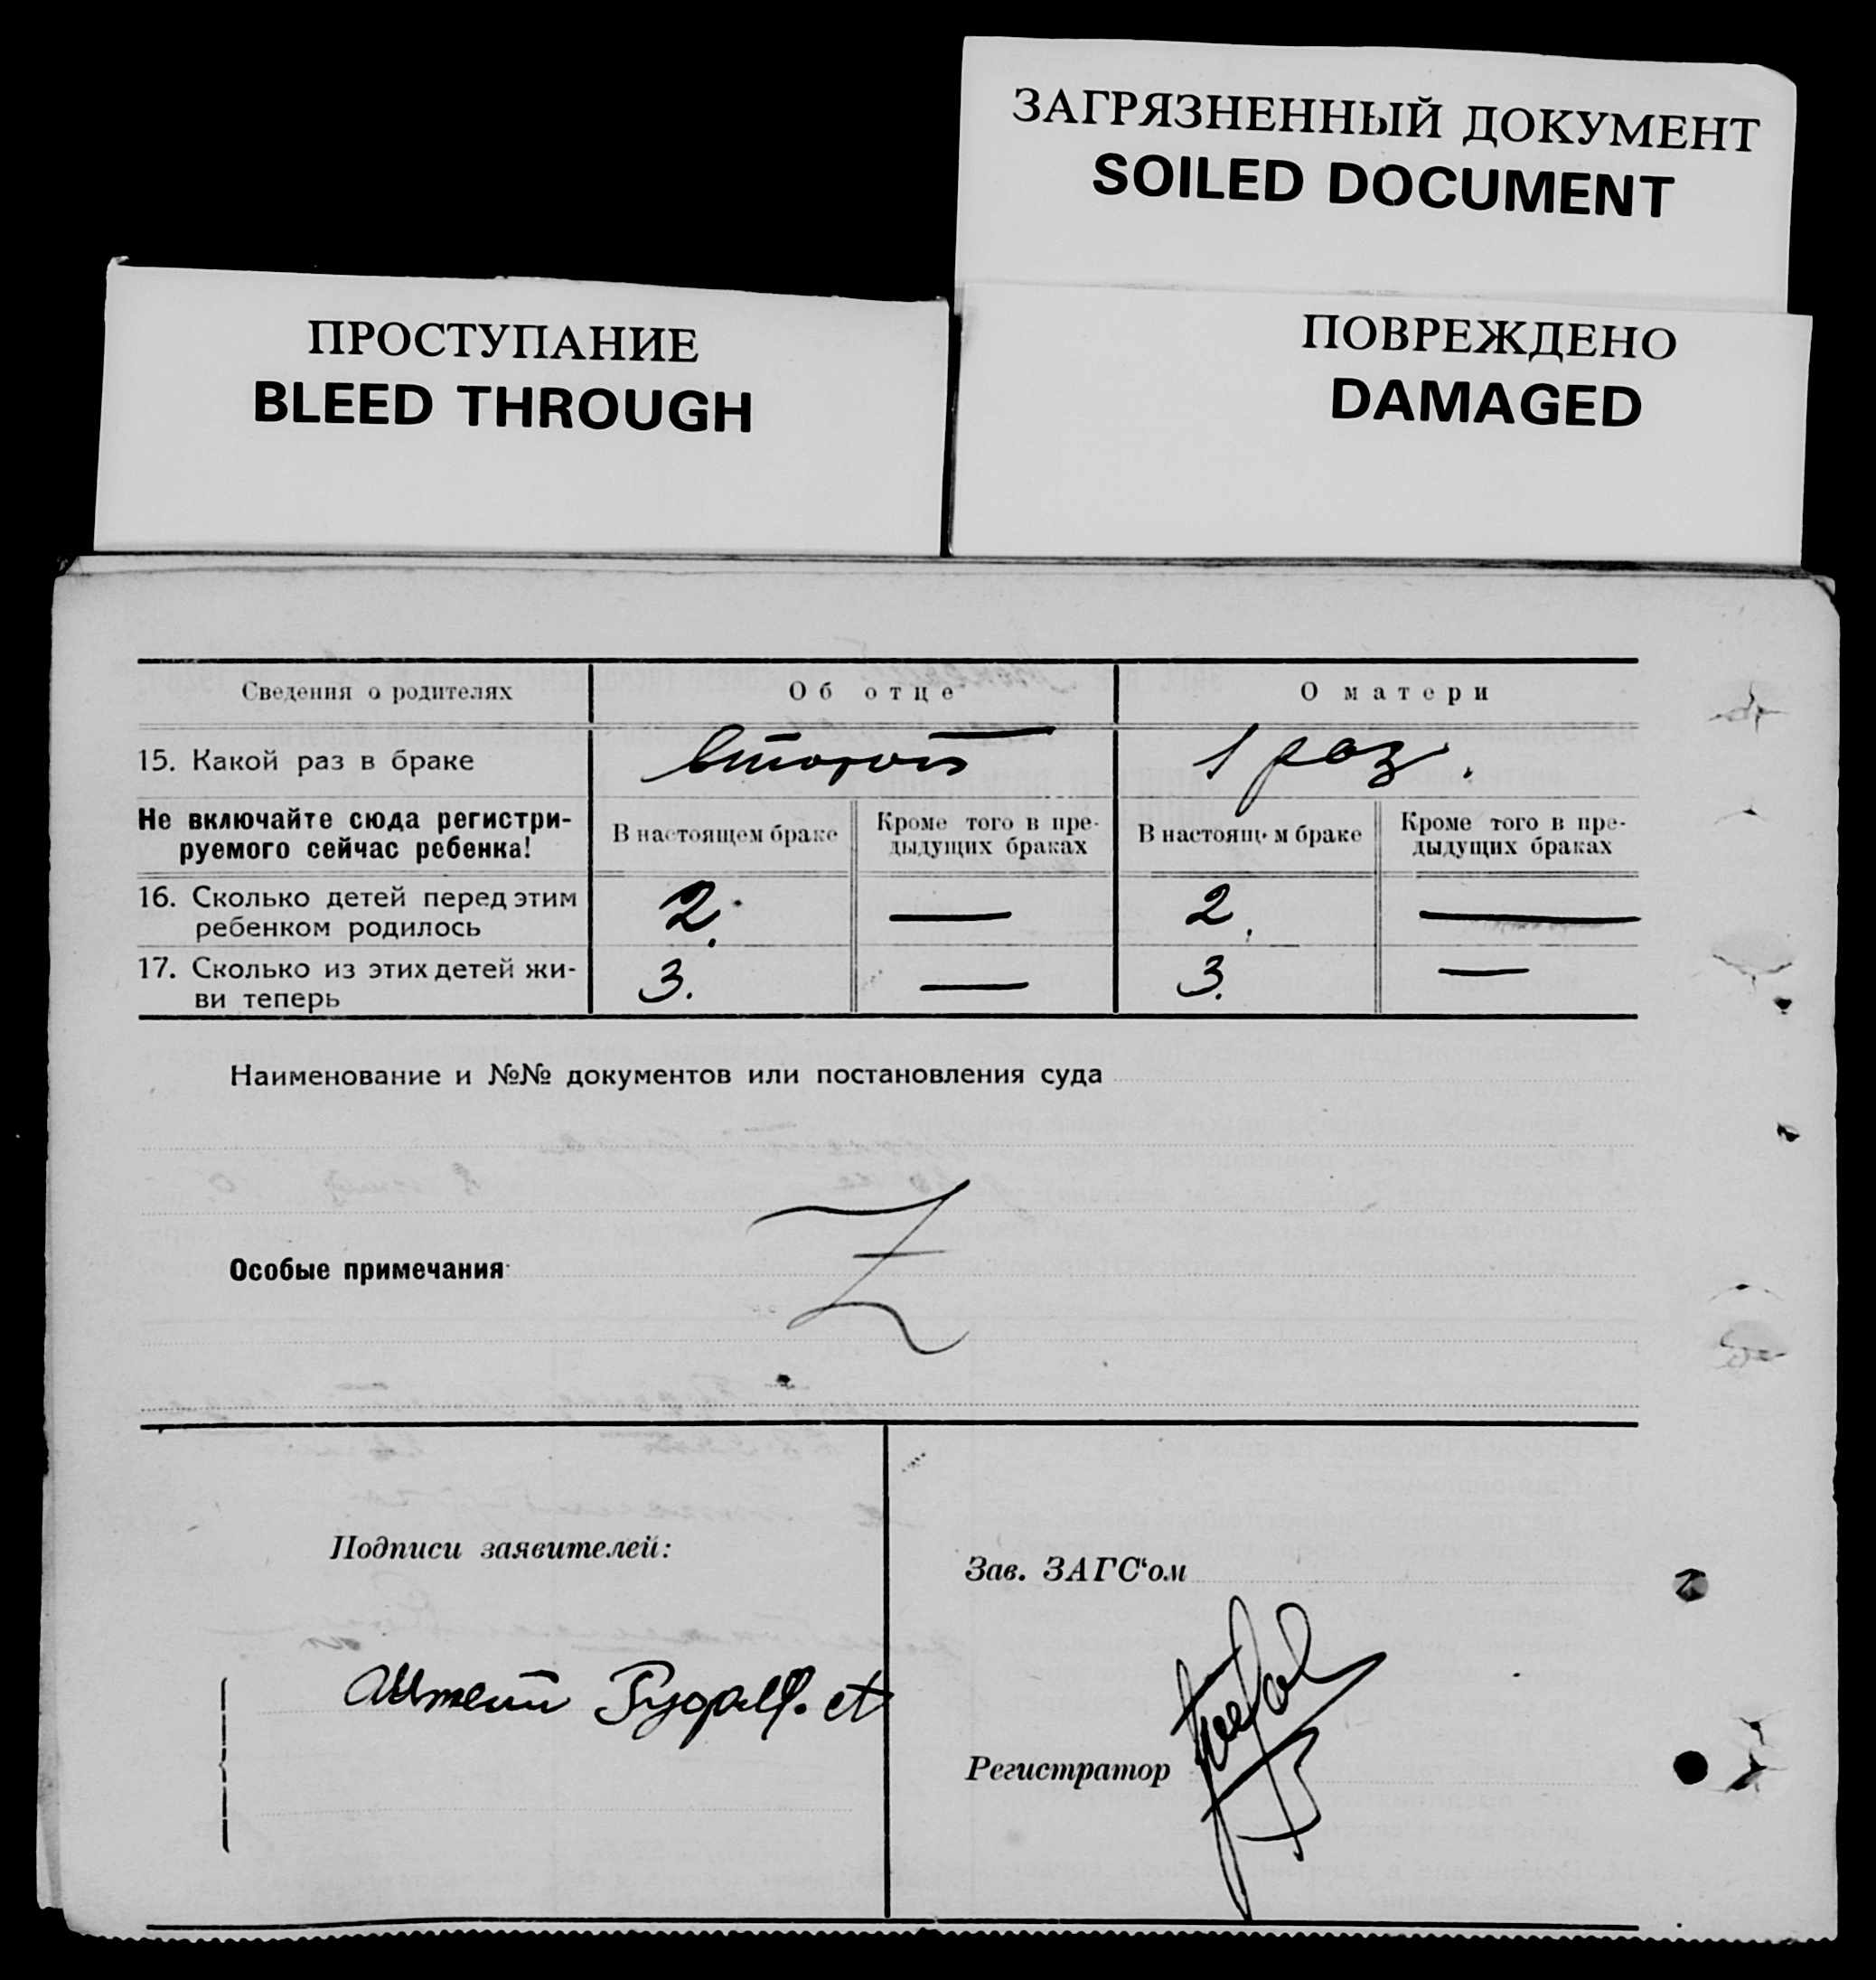 ЗАГРЯЗНЕННЫЙ ДОКУМЕНТ
SOILED DOCUMENT
ПРОСТУПАНИЕ
BLEED THROUGH
ПОВРЕЖДЕНО
DAMAGED
Сведения о родителях Об отце О матери
15. Какой раз в браке второй 1 раз.
Не включайте сюда регистри-
руемого сейчас ребенка!
В настоящем браке
Кроме того в пре-
дыдущих браках
В настоящем браке
Кроме того в пре-
дыдущих браках
16. Сколько детей перед этим
ребенком родилось
2. — 2. —
17. Сколько из этих детей жи-
ви теперь
3. — 3. —
Наименование и №№ документов или постановления суда
Z
Особые примечания
Подписи заявителей:
Зав. ЗАГС'ом
Регистратор